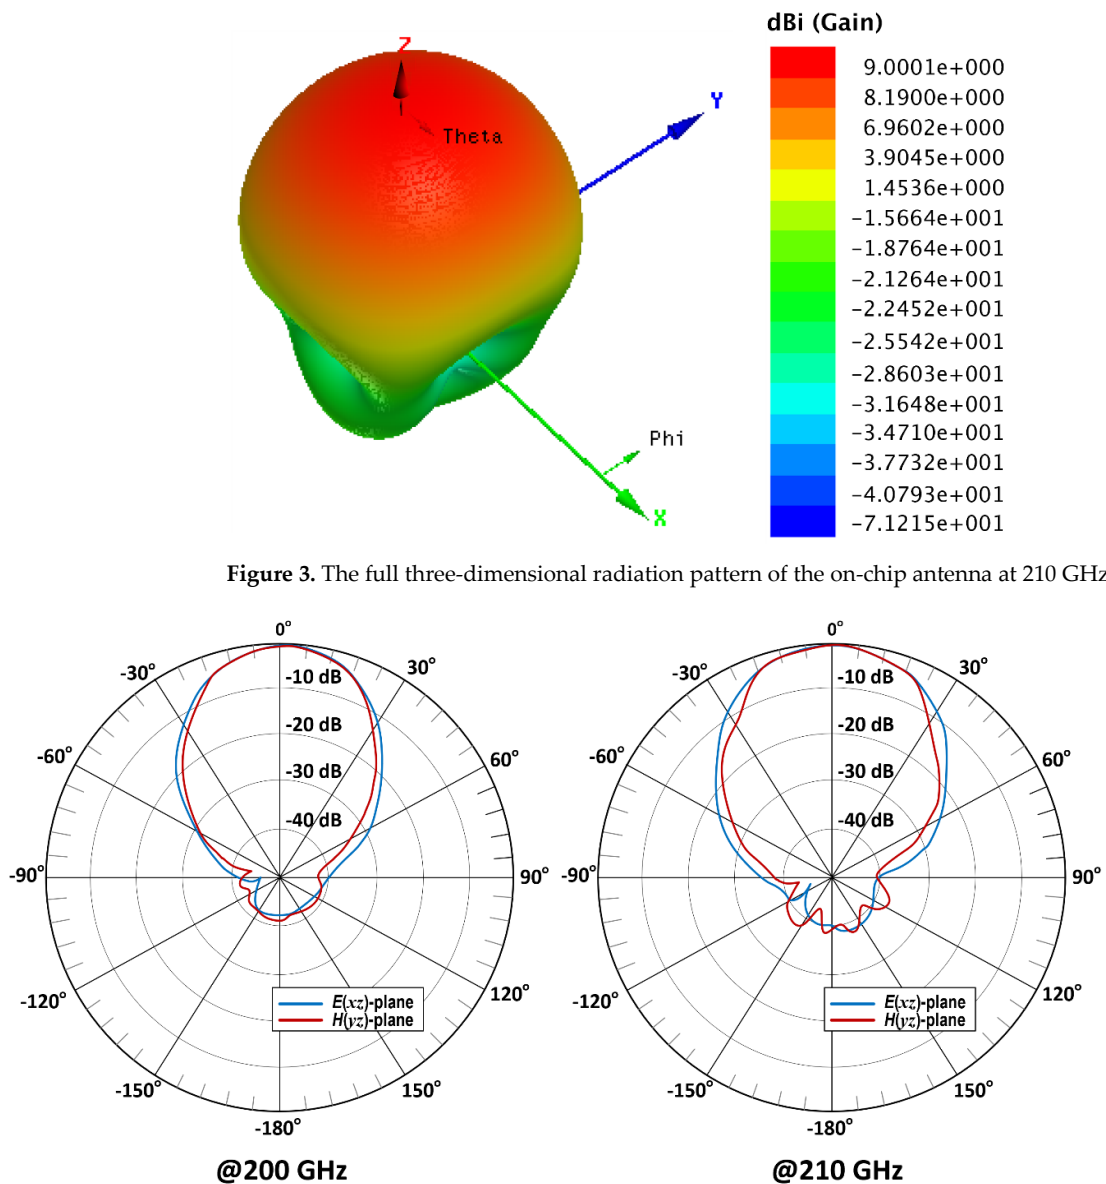 dBi (Gain)
Z
Y
Theta
Phi
X
9.0001e+000
8.1900e+000
6.9602e+000
3.9045e+000
1.4536e+000
-1.5664e+001
-1.8764e+001
-2.1264e+001
-2.2452e+001
-2.5542e+001
-2.8603e+001
-3.1648e+001
-3.4710e+001
-3.7732e+001
-4.0793e+001
-7.1215e+001
Figure 3. The full three-dimensional radiation pattern of the on-chip antenna at 210 GHz
0°
-30°
30°
-10 dB
-20 dB
-60°
60°
-30 dB
-40 dB
-90°
90°
-120°
120°
E(xz)-plane
H(yz)-plane
-150°
150°
-180°
@200 GHz
0°
-30°
30°
-10 dB
-20 dB
-60°
60°
-30 dB
-40 dB
-90°
90°
-120°
120°
E(xz)-plane
H(yz)-plane
-150°
150°
-180°
@210 GHz